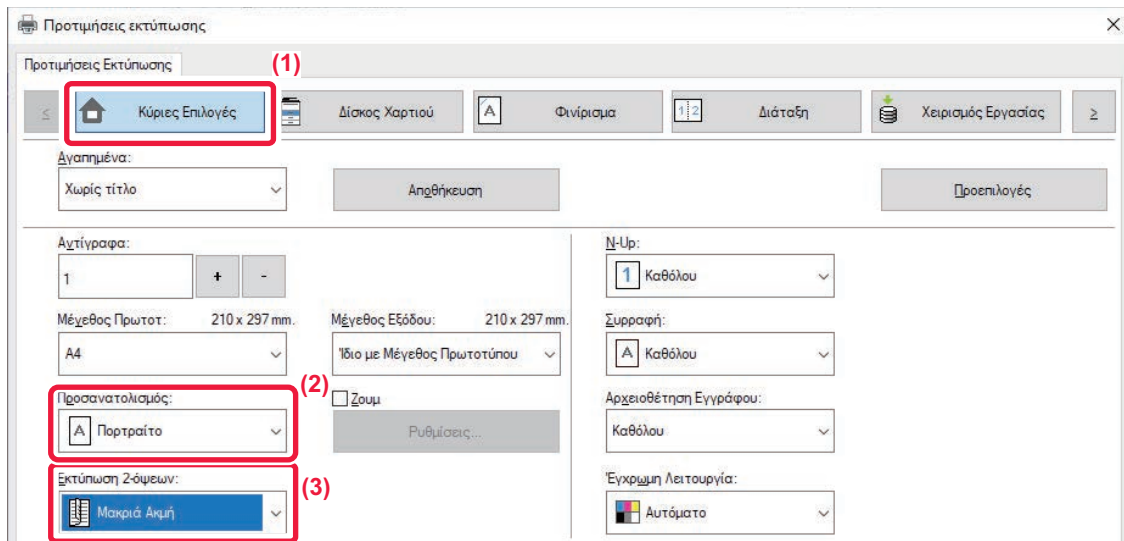 Προτιμήσεις εκτύπωσης
Προτιμήσεις Εκτύπωσης
(1)
≤ Κύριες Επιλογές Δίσκος Χαρτιού A Φινίρισμα 1 2 Διάταξη Χειρισμός Εργασίας ≥
Αγαπημένα:
Χωρίς τίτλο Αποθήκευση Προεπιλογές
Αντίγραφα: N-Up:
1 + - 1 Καθόλου
Μέγεθος Πρωτοτ: 210 x 297 mm. Μέγεθος Εξόδου: 210 x 297 mm. Συρραφή:
A4 Ίδιο με Μέγεθος Πρωτοτύπου A Καθόλου
(2)
Προσανατολισμός: Ζουμ Αρχειοθέτηση Εγγράφου:
A Πορτραίτο Ρυθμίσεις... Καθόλου
Εκτύπωση 2-όψεων: (3) Έγχρωμη Λειτουργία:
Μακριά Ακμή Αυτόματο